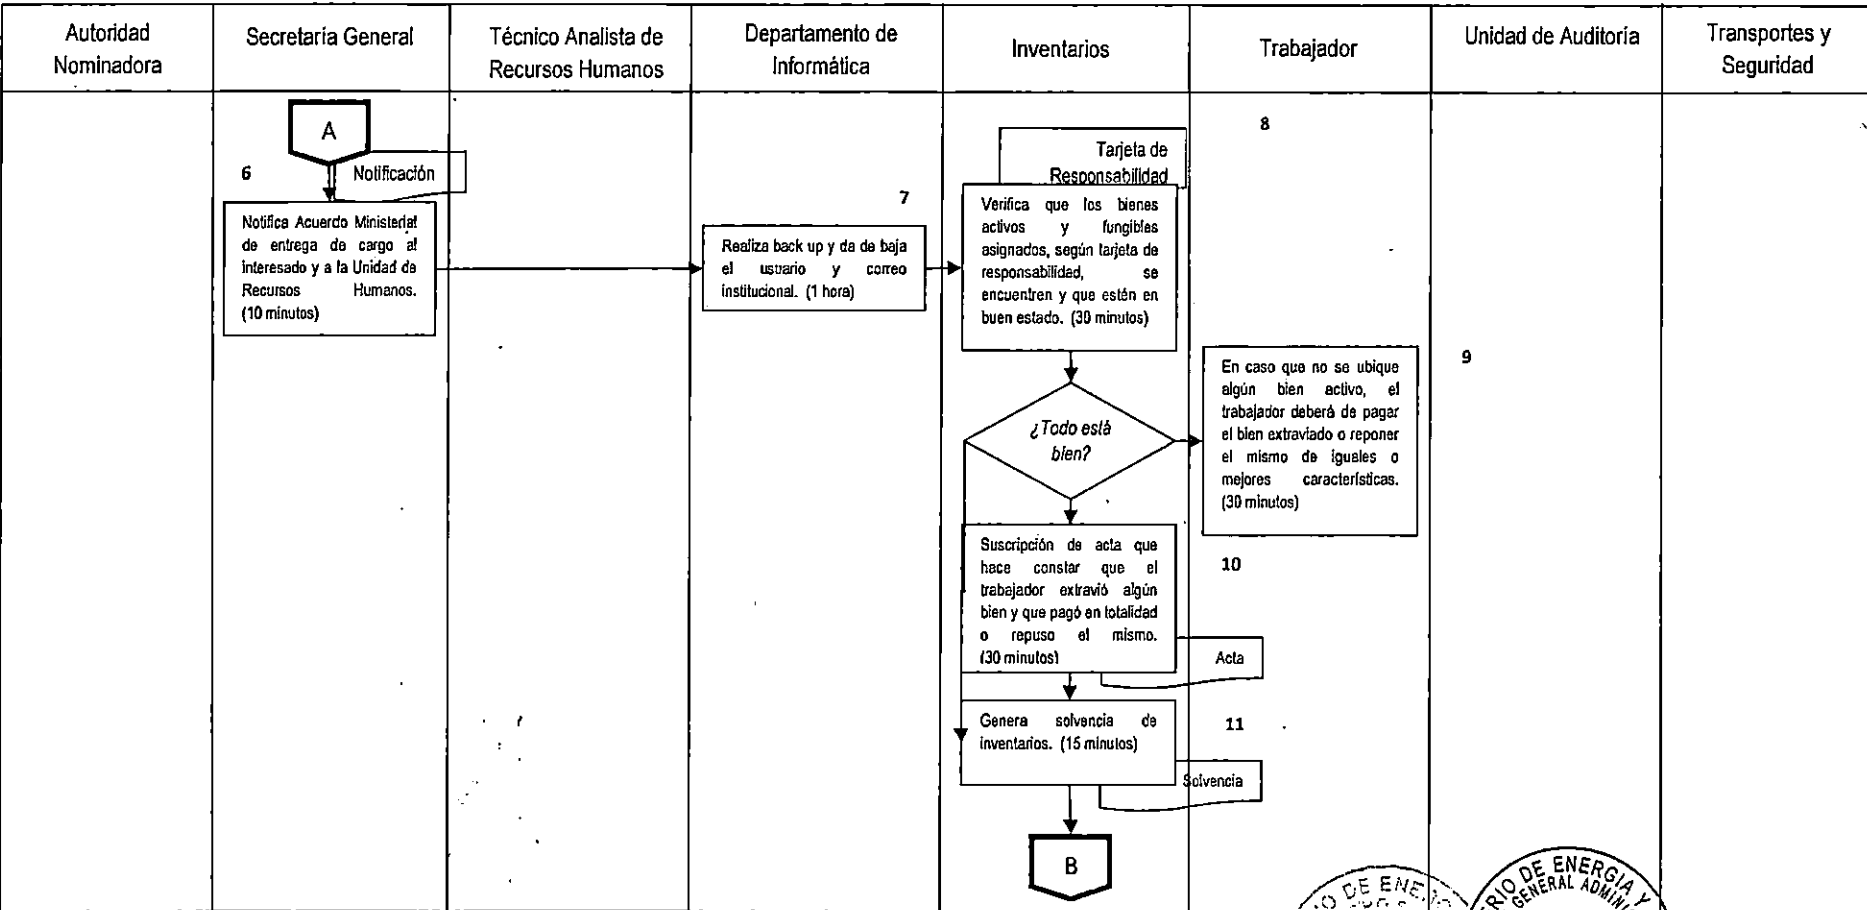 Autoridad
Nominadora
Secretaría General
Técnico Analista de
Recursos Humanos
Departamento de
Informática
Inventarios
Trabajador
Unidad de Auditoría
Transportes y
Seguridad
A
6
Notificación
Notifica Acuerdo Ministerial
de entrega de cargo al
interesado y a la Unidad de
Recursos Humanos.
(10 minutos)
7
Realiza back up y da de baja
el usuario y correo
institucional. (1 hora)
8
Tarjeta de
Responsabilidad
Verifica que los bienes
activos y fungibles
asignados, según tarjeta de
responsabilidad, se
encuentren y que estén en
buen estado. (30 minutos)
¿Todo está
bien?
9
En caso que no se ubique
algún bien activo, el
trabajador deberá de pagar
el bien extraviado o reponer
el mismo de iguales o
mejores características.
(30 minutos)
10
Suscripción de acta que
hace constar que el
trabajador extravió algún
bien y que pagó en totalidad
o repuso el mismo.
(30 minutos)
Acta
11
Genera solvencia de
inventarios. (15 minutos)
Solvencia
B
DE ENE
DE ENERGIA Y
GENERAL